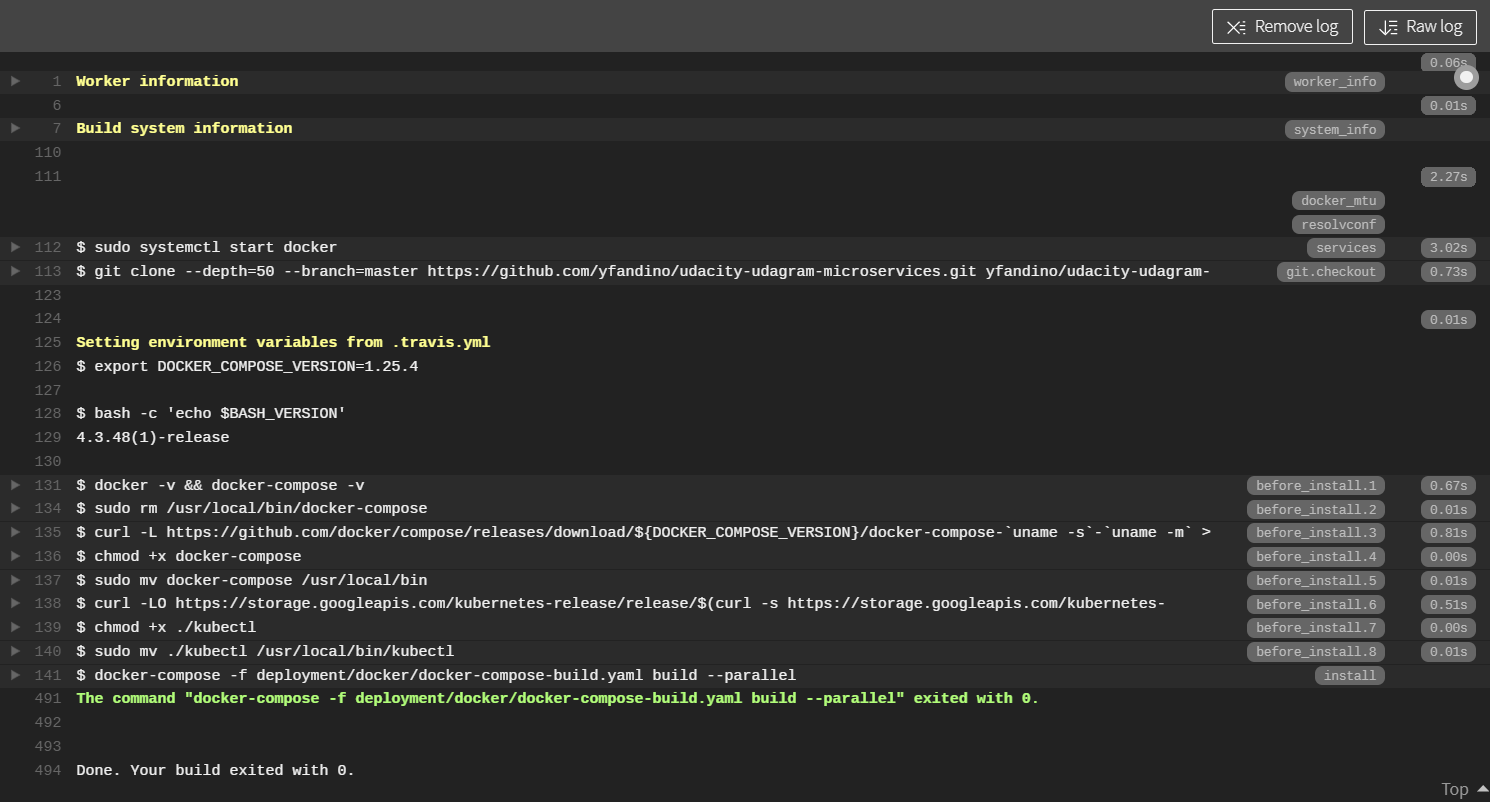 Remove log Raw log
0.06s
1 Worker information worker_info
6 0.01s
7 Build system information system_info
110
111 2.27s
docker_mtu
resolvconf
112 $ sudo systemctl start docker services 3.02s
113 $ git clone --depth=50 --branch=master https://github.com/yfandino/udacity-udagram-microservices.git yfandino/udacity-udagram- git.checkout 0.73s
123
124 0.01s
125 Setting environment variables from .travis.yml
126 $ export DOCKER_COMPOSE_VERSION=1.25.4
127
128 $ bash -c 'echo $BASH_VERSION'
129 4.3.48(1)-release
130
131 $ docker -v && docker-compose -v before_install.1 0.67s
134 $ sudo rm /usr/local/bin/docker-compose before_install.2 0.01s
135 $ curl -L https://github.com/docker/compose/releases/download/${DOCKER_COMPOSE_VERSION}/docker-compose-`uname -s`-`uname -m` > before_install.3 0.81s
136 $ chmod +x docker-compose before_install.4 0.00s
137 $ sudo mv docker-compose /usr/local/bin before_install.5 0.01s
138 $ curl -LO https://storage.googleapis.com/kubernetes-release/release/$(curl -s https://storage.googleapis.com/kubernetes- before_install.6 0.51s
139 $ chmod +x ./kubectl before_install.7 0.00s
140 $ sudo mv ./kubectl /usr/local/bin/kubectl before_install.8 0.01s
141 $ docker-compose -f deployment/docker/docker-compose-build.yaml build --parallel install
491 The command "docker-compose -f deployment/docker/docker-compose-build.yaml build --parallel" exited with 0.
492
493
494 Done. Your build exited with 0.
Top